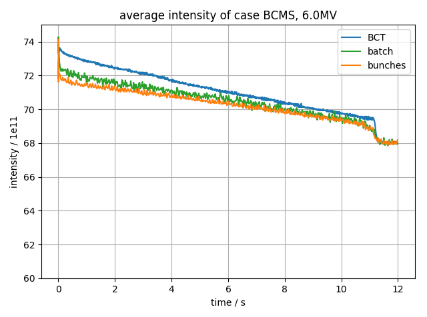 average intensity of case BCMS, 6.0MV
BCT
batch
bunches
intensity / 1e11
74
72
70
68
66
64
62
60
0
2
4
6
8
10
12
time / s